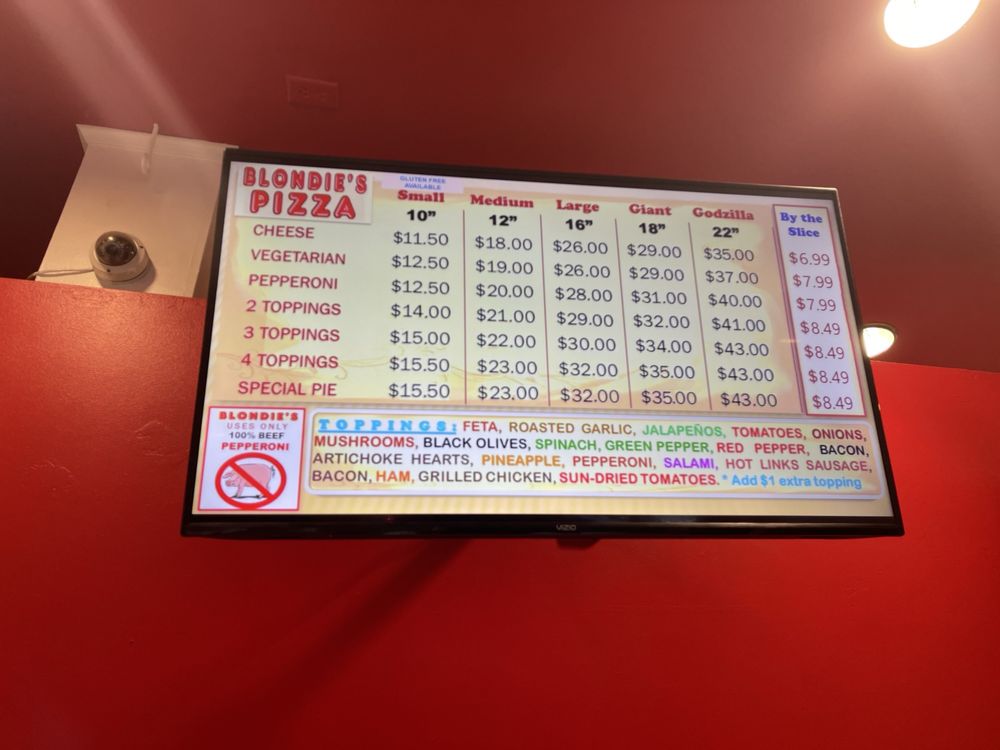 BLONDIE'S
PIZZA
GLUTEN FREE
AVAILABLE
Small Medium Large Giant Godzilla By the
Slice
10" 12" 16" 18" 22"
CHEESE $11.50 $18.00 $26.00 $29.00 $35.00 $6.99
VEGETARIAN $12.50 $19.00 $26.00 $29.00 $37.00 $7.99
PEPPERONI $12.50 $20.00 $28.00 $31.00 $40.00 $7.99
2 TOPPINGS $14.00 $21.00 $29.00 $32.00 $41.00 $8.49
3 TOPPINGS $15.00 $22.00 $30.00 $34.00 $43.00 $8.49
4 TOPPINGS $15.50 $23.00 $32.00 $35.00 $43.00 $8.49
SPECIAL PIE $15.50 $23.00 $32.00 $35.00 $43.00 $8.49
BLONDIE'S
USES ONLY
100% BEEF
PEPPERONI
TOPPINGS: FETA, ROASTED GARLIC, JALAPEÑOS, TOMATOES, ONIONS,
MUSHROOMS, BLACK OLIVES, SPINACH, GREEN PEPPER, RED PEPPER, BACON,
ARTICHOKE HEARTS, PINEAPPLE, PEPPERONI, SALAMI, HOT LINKS SAUSAGE,
BACON, HAM, GRILLED CHICKEN, SUN-DRIED TOMATOES. * Add $1 extra topping
VIZIO